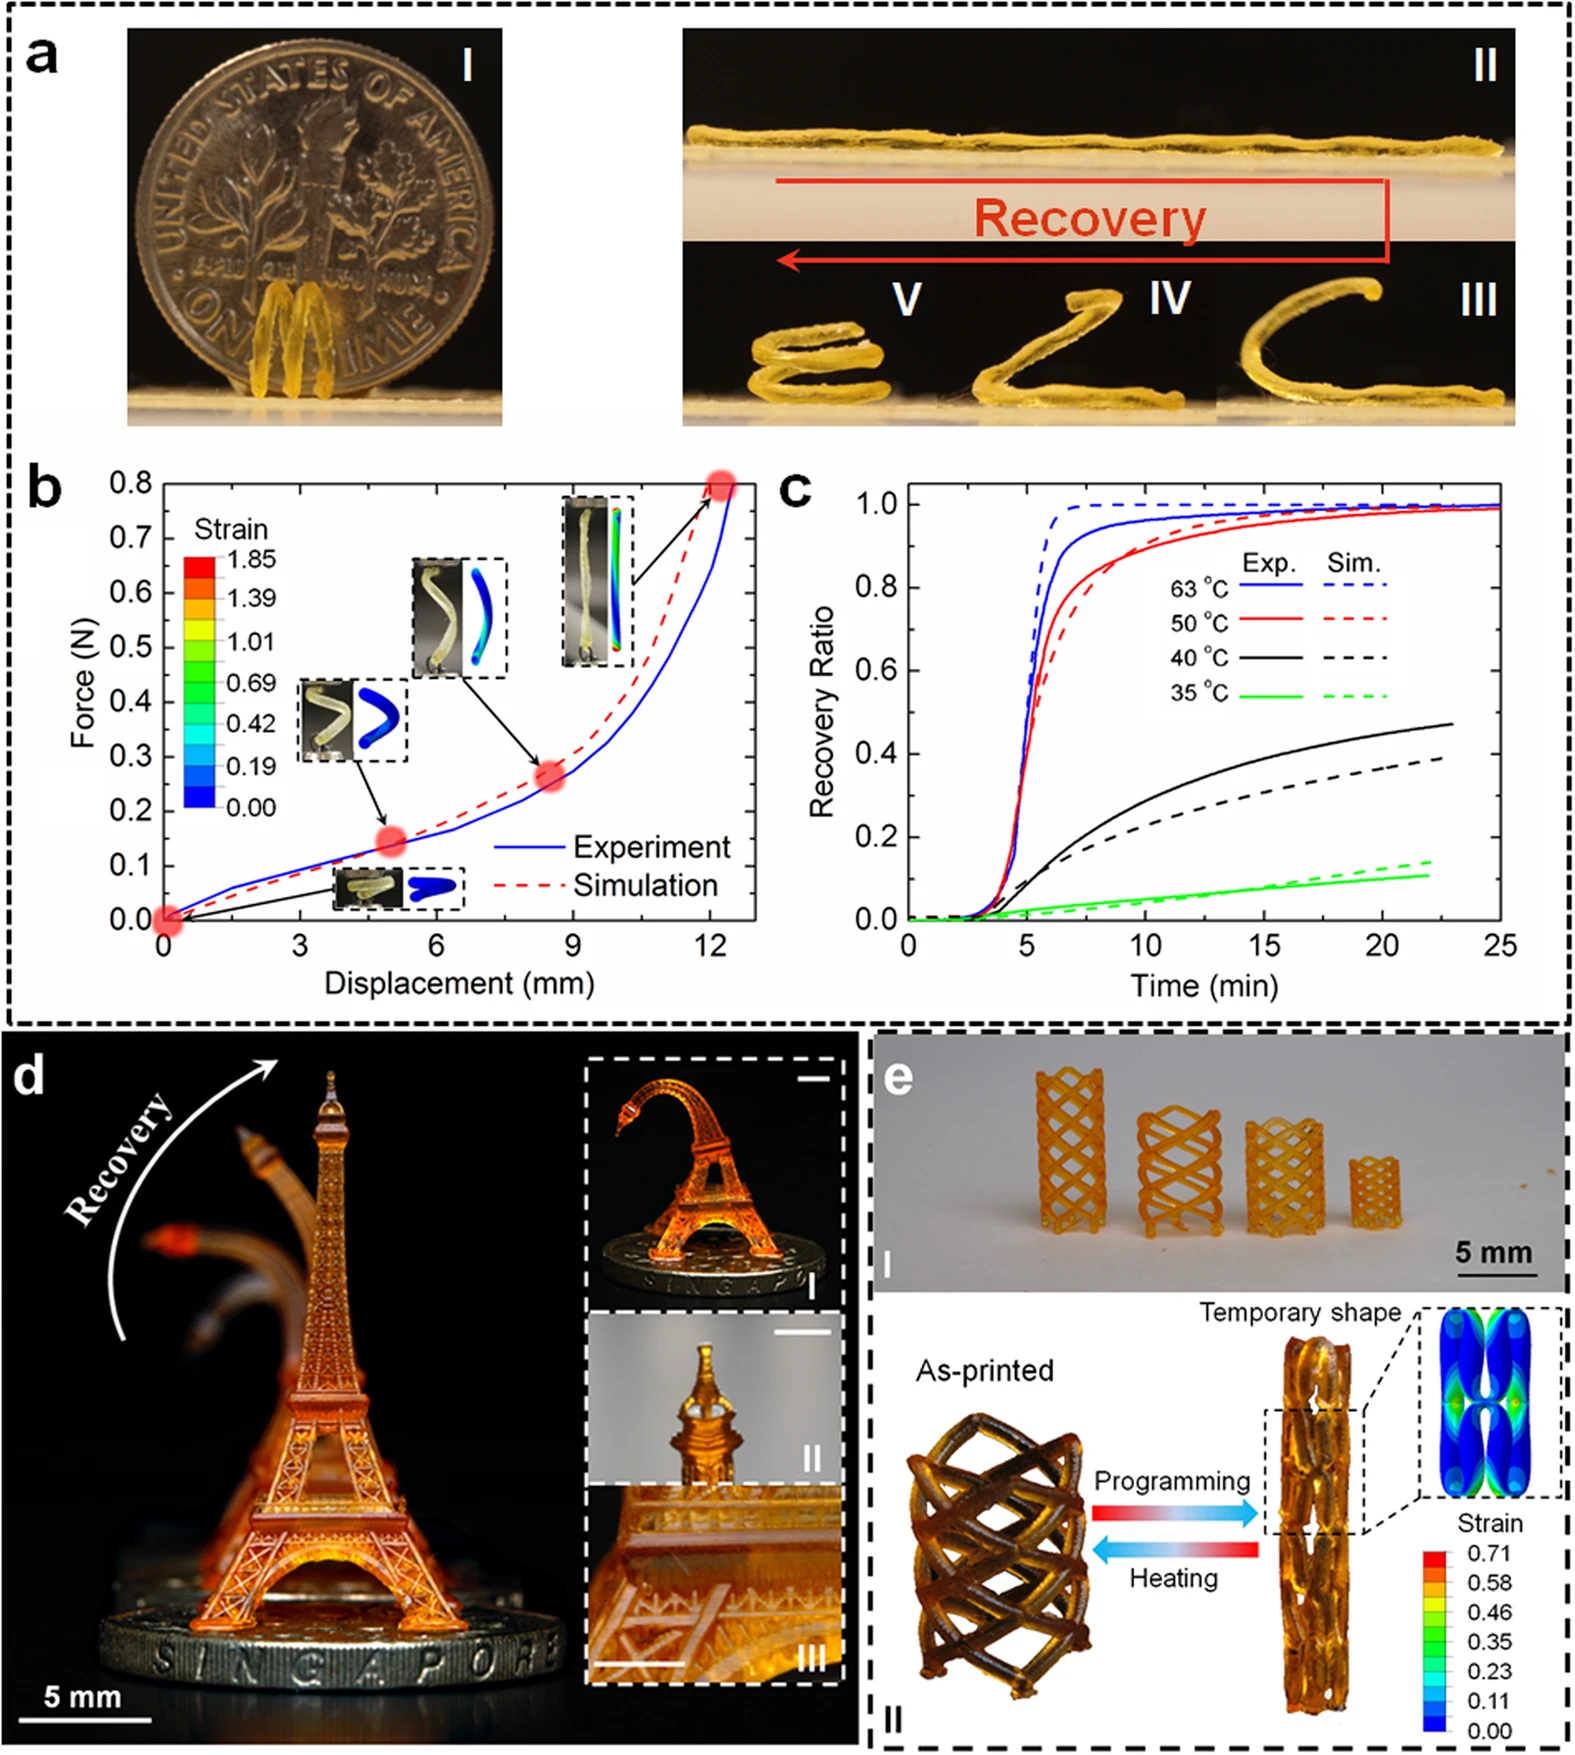 a
I
UNITED STATES OF AMERICA
ONE DIME
II
Recovery
V
IV
III
b
0.8
0.7
0.6
0.5
0.4
0.3
0.2
0.1
0.0
Force (N)
Strain
1.85
1.39
1.01
0.69
0.42
0.19
0.00
Experiment
Simulation
0
3
6
9
12
Displacement (mm)
c
1.0
0.8
0.6
0.4
0.2
0.0
Recovery Ratio
Exp. Sim.
63 °C
50 °C
40 °C
35 °C
0
5
10
15
20
25
Time (min)
d
Recovery
SINGAPORE
5 mm
SINGAPO
I
II
III
e
5 mm
I
Temporary shape
As-printed
Programming
Heating
Strain
0.71
0.58
0.46
0.35
0.23
0.11
0.00
II